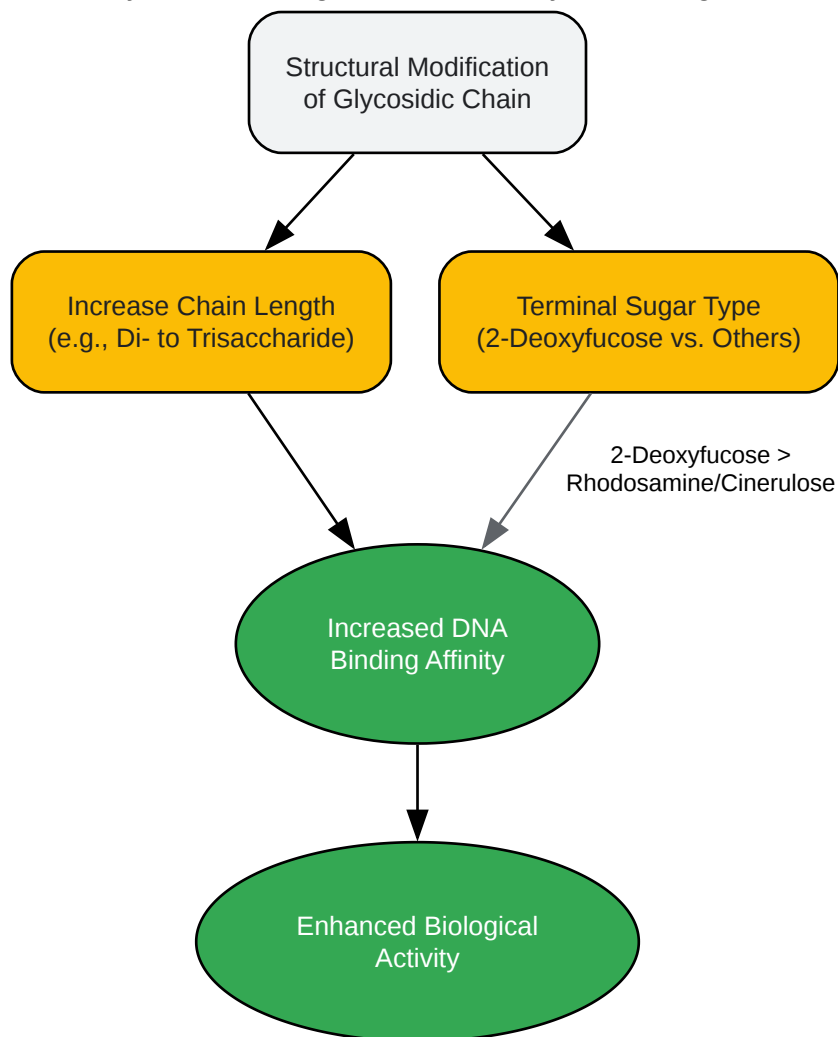 Structural Modification
of Glycosidic Chain
Increase Chain Length
(e.g., Di- to Trisaccharide)
Terminal Sugar Type
(2-Deoxyfucose vs. Others)
2-Deoxyfucose >
Rhodosamine/Cinerulose
Increased DNA
Binding Affinity
Enhanced Biological
Activity